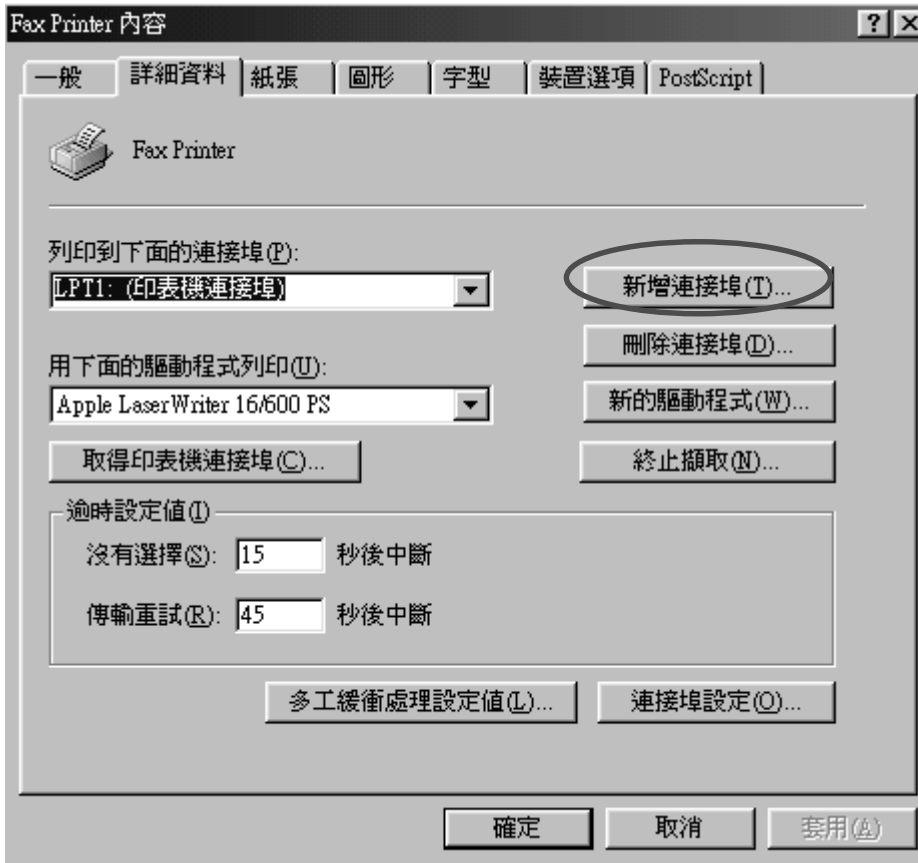 Fax Printer 內容
一般 詳細資料 紙張 圖形 字型 裝置選項 PostScript
Fax Printer
列印到下面的連接埠(P):
LPT1: (印表機連接埠)
新增連接埠(T)...
刪除連接埠(D)...
用下面的驅動程式列印(U):
Apple LaserWriter 16/600 PS
新的驅動程式(W)...
取得印表機連接埠(C)...
終止擷取(N)...
逾時設定值(I)
沒有選擇(S): 15 秒後中斷
傳輸重試(R): 45 秒後中斷
多工緩衝處理設定值(L)... 連接埠設定(O)...
確定 取消 套用(A)